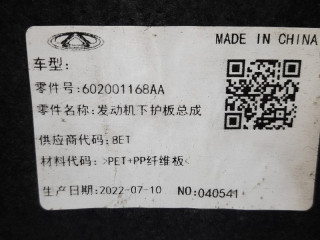 MADE IN CHINA
车型:
零件号:602001168AA
零件名称:发动机下护板总成
供应商代码:8ET
材料代码:>PET+PP纤维板<
生产日期:2022-07-10 NO:040541